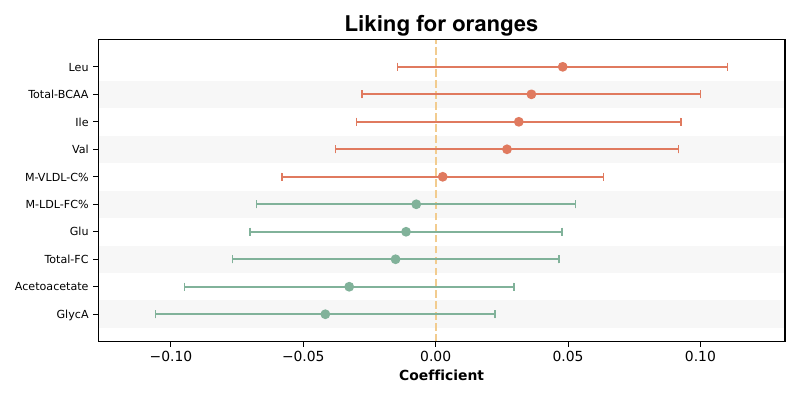 Liking for oranges
Leu
Total-BCAA
Ile
Val
M-VLDL-C%
M-LDL-FC%
Glu
Total-FC
Acetoacetate
GlycA
−0.10 −0.05 0.00 0.05 0.10
Coefficient